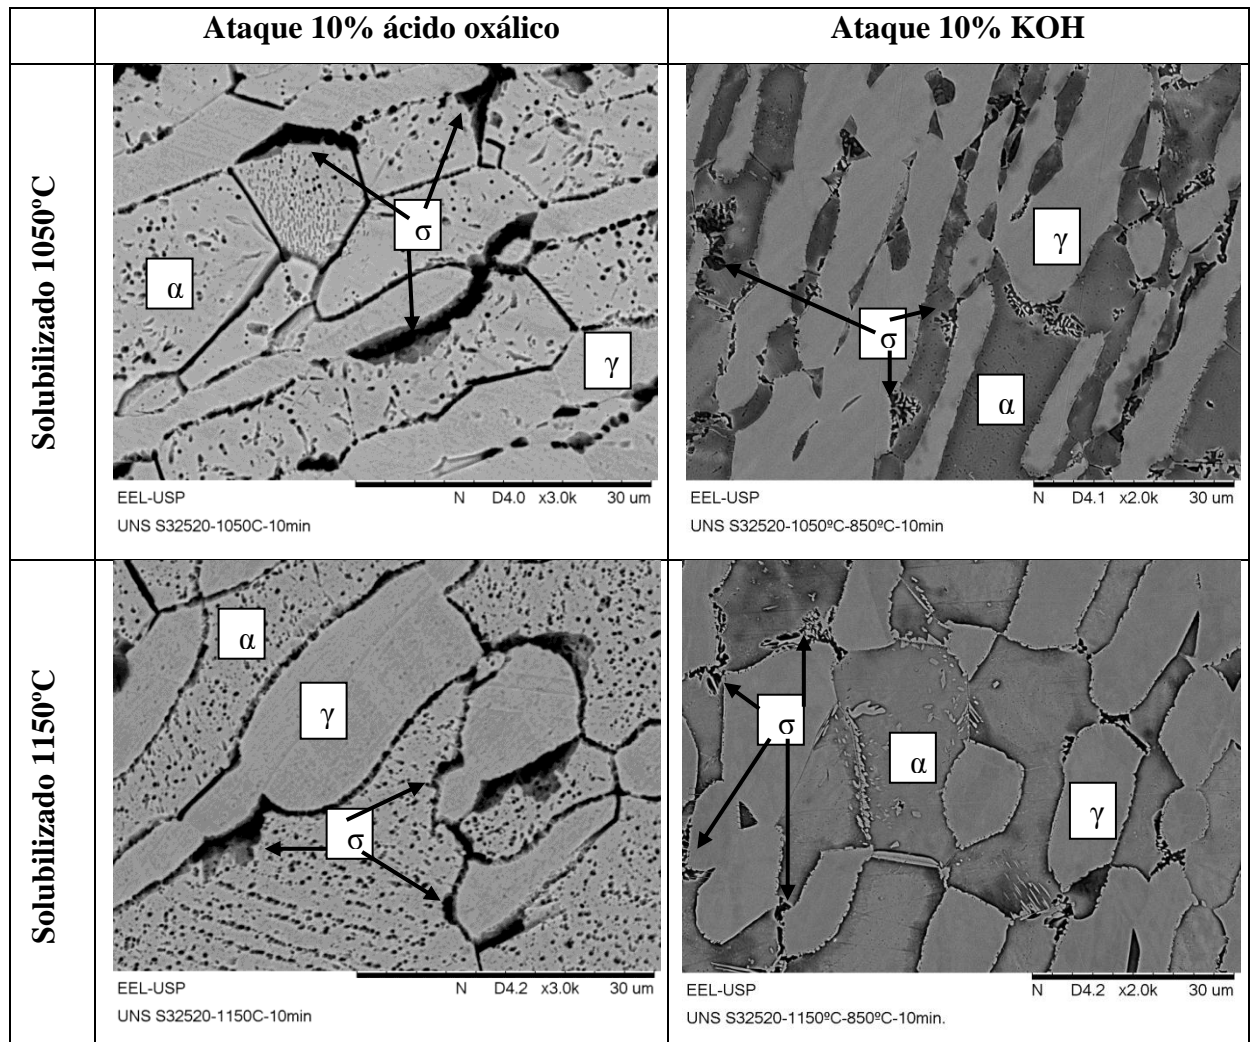 Ataque 10% ácido oxálico
Ataque 10% KOH
Solubilizado 1050ºC
σ
α
γ
EEL-USP
N D4.0 x3.0k 30 um
UNS S32520-1050C-10min
γ
σ
α
EEL-USP
N D4.1 x2.0k 30 um
UNS S32520-1050ºC-850ºC-10min
Solubilizado 1150ºC
α
γ
σ
EEL-USP
N D4.2 x3.0k 30 um
UNS S32520-1150C-10min
σ
α
γ
EEL-USP
N D4.2 x2.0k 30 um
UNS S32520-1150ºC-850ºC-10min.